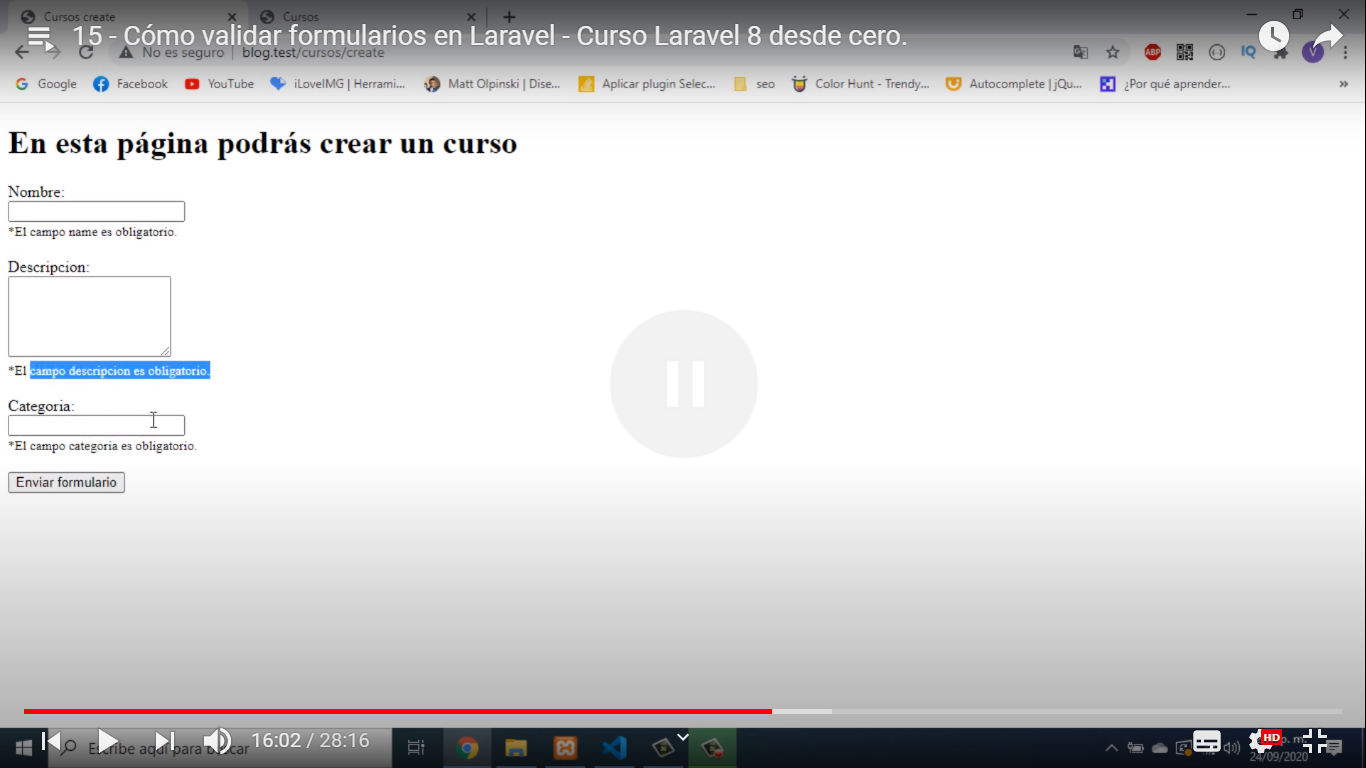 Cursos create
Cursos
15 - Cómo validar formularios en Laravel - Curso Laravel 8 desde cero.
No es seguro | blog.test/cursos/create
ABP
IQ
V
Google
Facebook
YouTube
iLoveIMG | Herrami...
Matt Olpinski | Dise...
Aplicar plugin Selec...
seo
Color Hunt - Trendy...
Autocomplete | jQu...
¿Por qué aprender...
»
En esta página podrás crear un curso
Nombre:
*El campo name es obligatorio.
Descripcion:
*El campo descripcion es obligatorio.
Categoria:
*El campo categoria es obligatorio.
Enviar formulario
Escribe aquí para buscar
16:02 / 28:16
HD
p. m.
24/09/2020